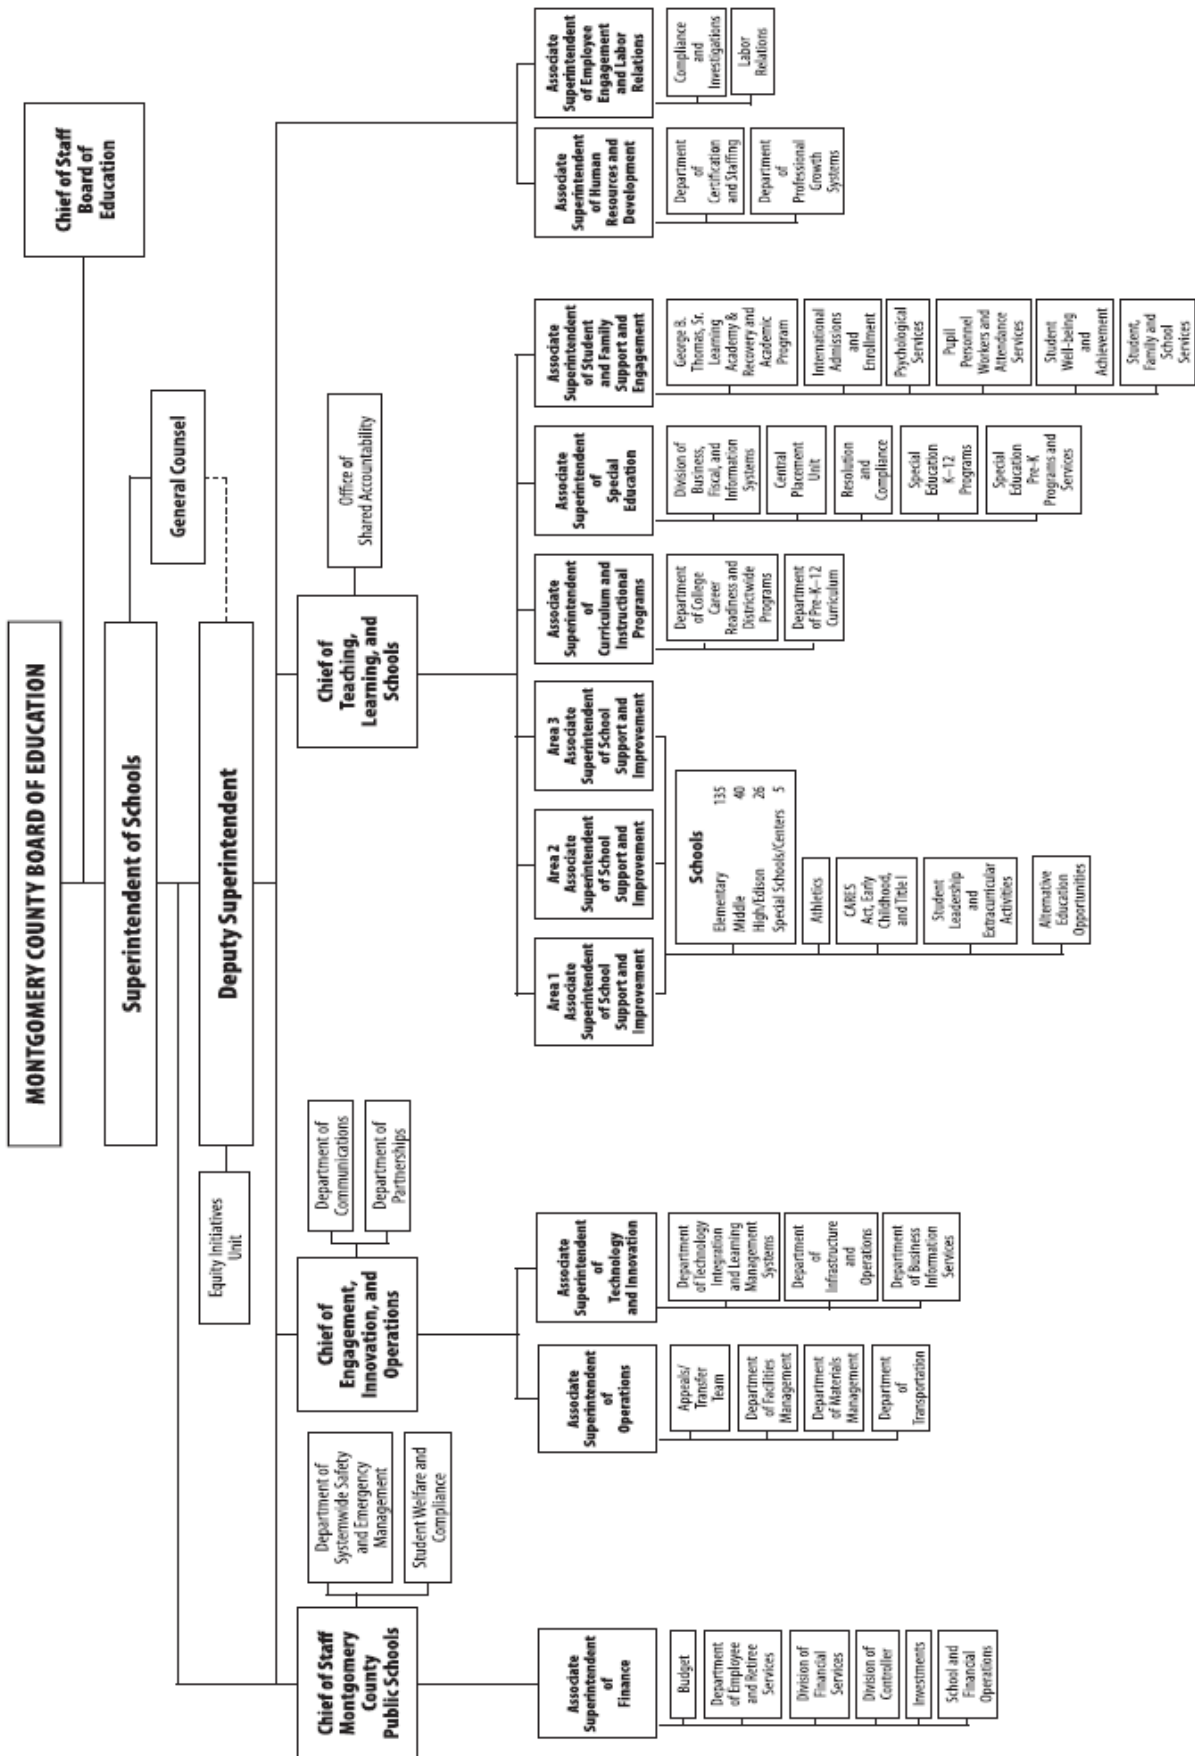 MONTGOMERY COUNTY BOARD OF EDUCATION
Chief of Staff
Board of
Education
Superintendent of Schools
General Counsel
Deputy Superintendent
Equity Initiatives
Unit
Chief of Staff
Montgomery
County
Public Schools
Department of
Systemwide Safety
and Emergency
Management
Student Welfare and
Compliance
Chief of
Engagement,
Innovation, and
Operations
Department of
Communications
Department of
Partnerships
Chief of
Teaching,
Learning, and
Schools
Office of
Shared Accountability
Associate
Superintendent
of
Finance
Budget
Department
of Employee
and Retiree
Services
Division of
Financial
Services
Division of
Controller
Investments
School and
Financial
Operations
Associate
Superintendent
of
Operations
Appeals/
Transfer
Team
Department
of Facilities
Management
Department
of Materials
Management
Department
of
Transportation
Associate
Superintendent
of
Technology
and Innovation
Department
of Technology
Integration
and Learning
Management
Systems
Department
of
Infrastructure
and
Operations
Department
of Business
Information
Services
Area 1
Associate
Superintendent
of School
Support and
Improvement
Area 2
Associate
Superintendent
of School
Support and
Improvement
Area 3
Associate
Superintendent
of School
Support and
Improvement
Schools
Elementary 135
Middle 40
High/Edison 26
Special Schools/Centers 5
Athletics
CARES
Act, Early
Childhood,
and Title I
Student
Leadership
and
Extracurricular
Activities
Alternative
Education
Opportunities
Associate
Superintendent
of
Curriculum and
Instructional
Programs
Department
of College
Career
Readiness and
Districtwide
Programs
Department
of Pre-K–12
Curriculum
Associate
Superintendent
of
Special
Education
Division of
Business,
Fiscal, and
Information
Systems
Central
Placement
Unit
Resolution
and
Compliance
Special
Education
K–12
Programs
Special
Education
Pre-K
Programs and
Services
Associate
Superintendent
of Student
and Family
Support and
Engagement
George B.
Thomas, Sr.
Learning
Academy &
Recovery and
Academic
Program
International
Admissions
and
Enrollment
Psychological
Services
Pupil
Personnel
Workers and
Attendance
Services
Student
Well-being
and
Achievement
Student,
Family and
School
Services
Associate
Superintendent
of Human
Resources and
Development
Department
of
Certification
and Staffing
Department
of
Professional
Growth
Systems
Associate
Superintendent
of Employee
Engagement
and Labor
Relations
Compliance
and
Investigations
Labor
Relations